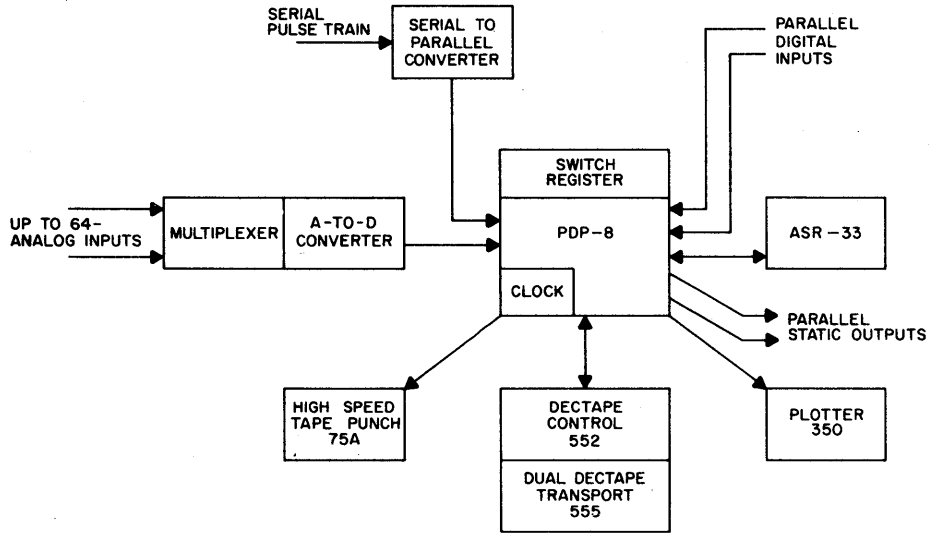 SERIAL
PULSE TRAIN
SERIAL TO
PARALLEL
CONVERTER
PARALLEL
DIGITAL
INPUTS
SWITCH
REGISTER
UP TO 64-
ANALOG INPUTS
MULTIPLEXER
A-TO-D
CONVERTER
PDP-8
ASR-33
CLOCK
PARALLEL
STATIC OUTPUTS
HIGH SPEED
TAPE PUNCH
75A
DECTAPE
CONTROL
552
PLOTTER
350
DUAL DECTAPE
TRANSPORT
555